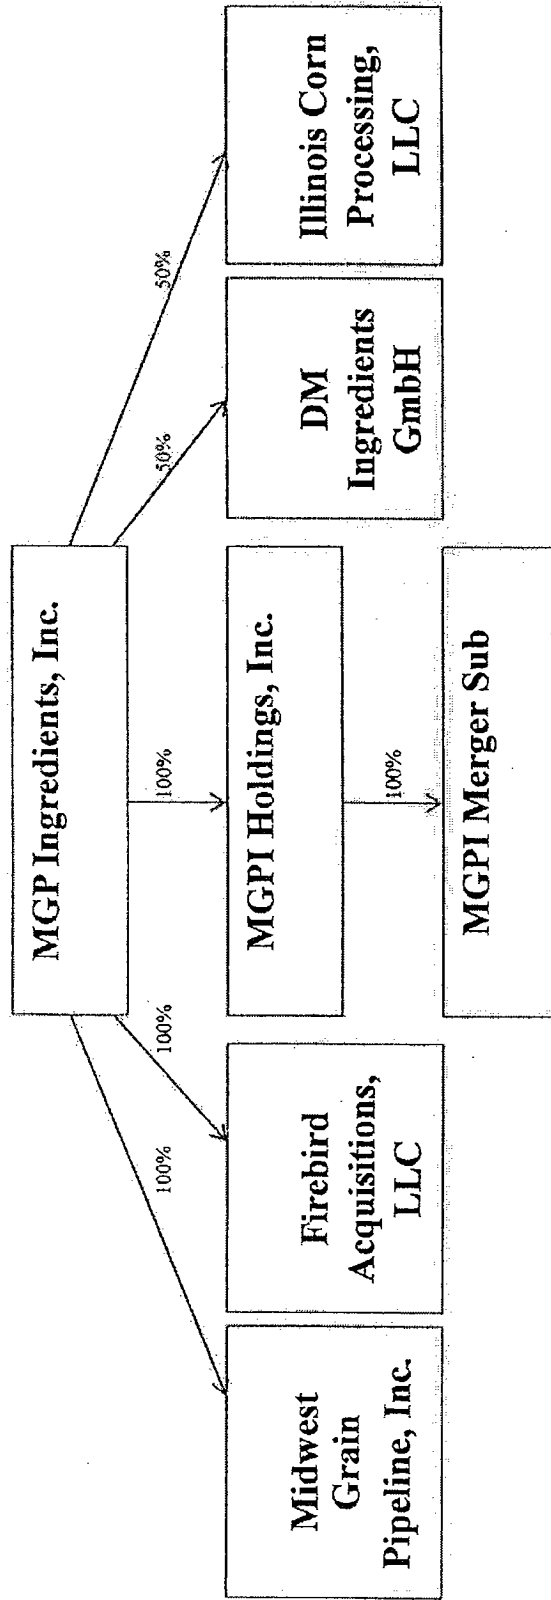 MGP Ingredients, Inc.
100%
100%
100%
50%
50%
Midwest
Grain
Pipeline, Inc.
Firebird
Acquisitions,
LLC
MGPI Holdings, Inc.
DM
Ingredients
GmbH
Illinois Corn
Processing,
LLC
100%
MGPI Merger Sub